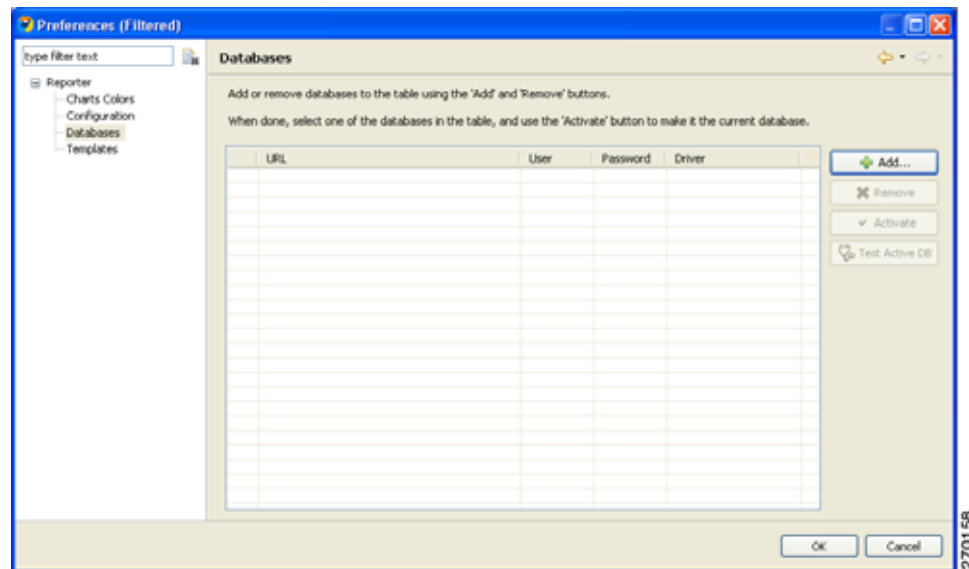 Preferences (Filtered)
type filter text
Databases
Reporter
Charts Colors
Configuration
Databases
Templates
Add or remove databases to the table using the 'Add' and 'Remove' buttons.
When done, select one of the databases in the table, and use the 'Activate' button to make it the current database.
URL User Password Driver
Add...
Remove
Activate
Test Active DB
OK Cancel
270158